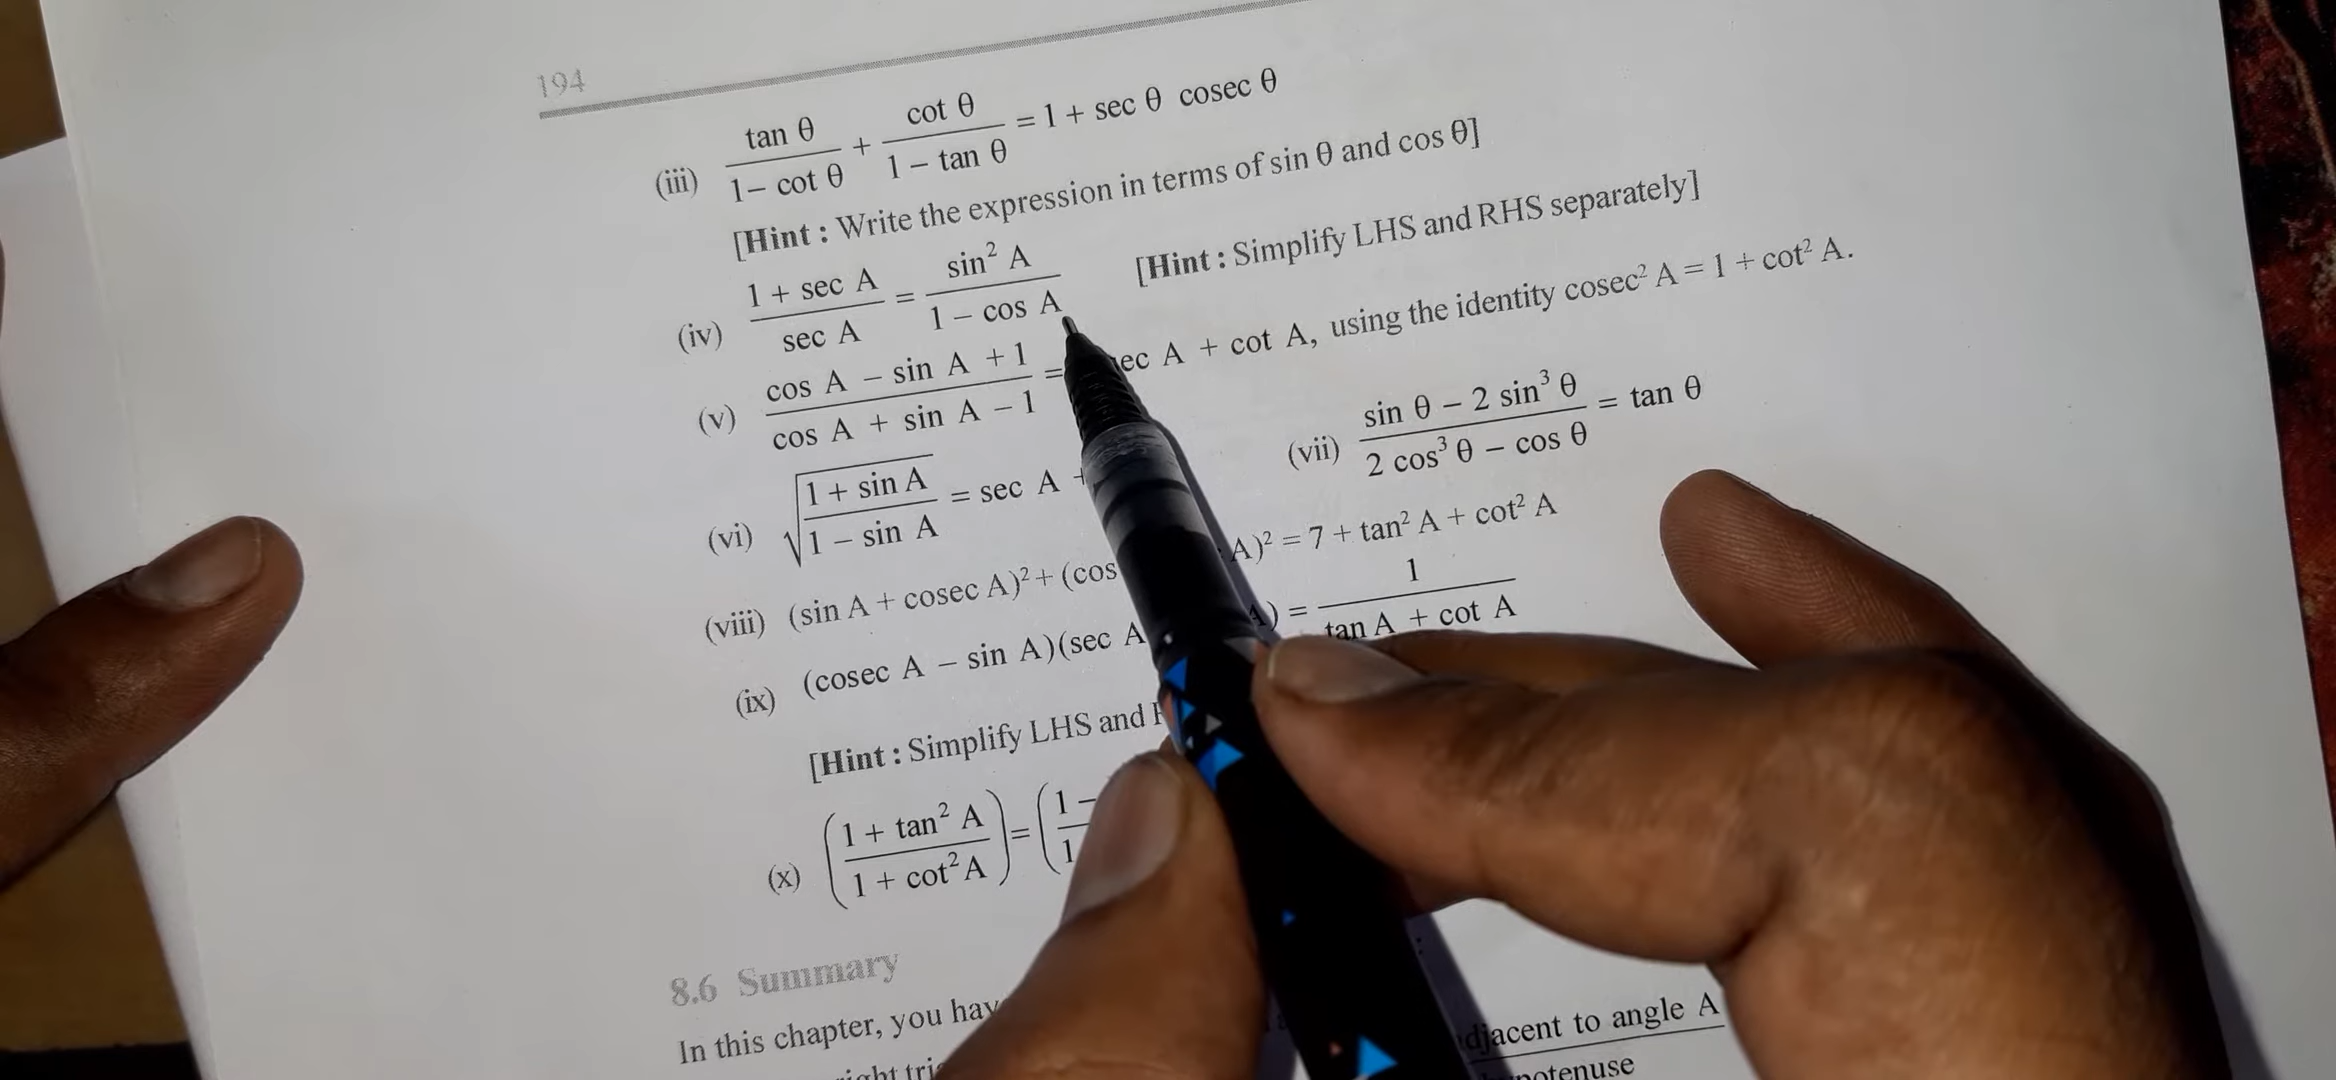 194
(iii) tan θ / 1 – cot θ + cot θ / 1 – tan θ = 1 + sec θ cosec θ
[Hint : Write the expression in terms of sin θ and cos θ]
(iv) 1 + sec A / sec A = sin² A / 1 – cos A [Hint : Simplify LHS and RHS separately]
(v) cos A – sin A + 1 / cos A + sin A – 1 = ec A + cot A, using the identity cosec² A = 1 + cot² A.
(vi) √(1 + sin A / 1 – sin A) = sec A + (vii) sin θ – 2 sin³ θ / 2 cos³ θ – cos θ = tan θ
(viii) (sin A + cosec A)² + (cos A)² = 7 + tan² A + cot² A
(ix) (cosec A – sin A)(sec A A) = 1 / tan A + cot A
[Hint : Simplify LHS and
(x) (1 + tan² A / 1 + cot² A) = (1 – / 1
8.6 Summary
In this chapter, you hav
djacent to angle A
potenuse